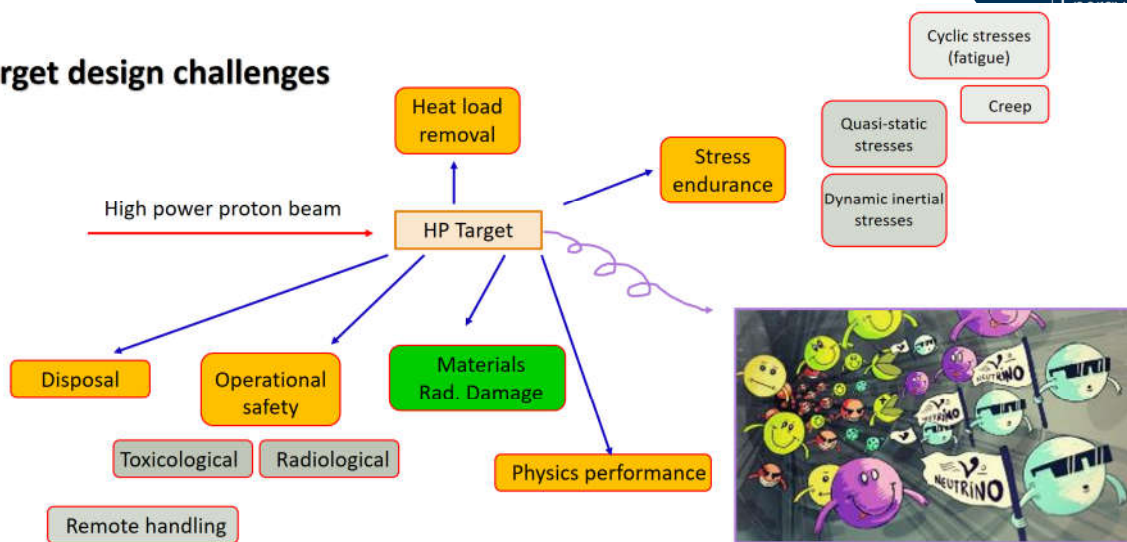 rget design challenges
Cyclic stresses
(fatigue)
Creep
Heat load
removal
Quasi-static
stresses
Stress
endurance
Dynamic inertial
stresses
High power proton beam
HP Target
Materials
Rad. Damage
Disposal
Operational
safety
Toxicological
Radiological
Physics performance
Remote handling
NEUTRINO
NEUTRINO
NEUTRINO